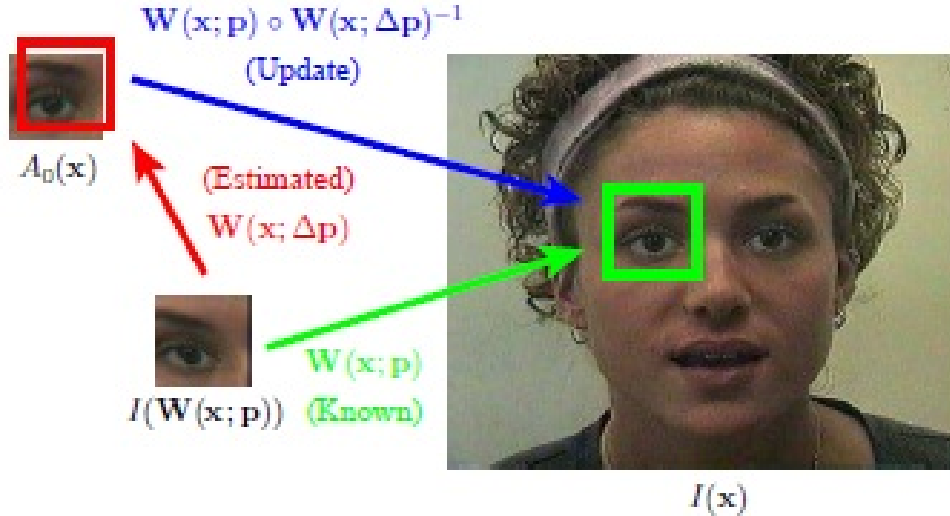 W(x; p) ∘ W(x; Δp)⁻¹
(Update)
A₀(x)
(Estimated)
W(x; Δp)
W(x; p)
I(W(x; p)) (Known)
I(x)